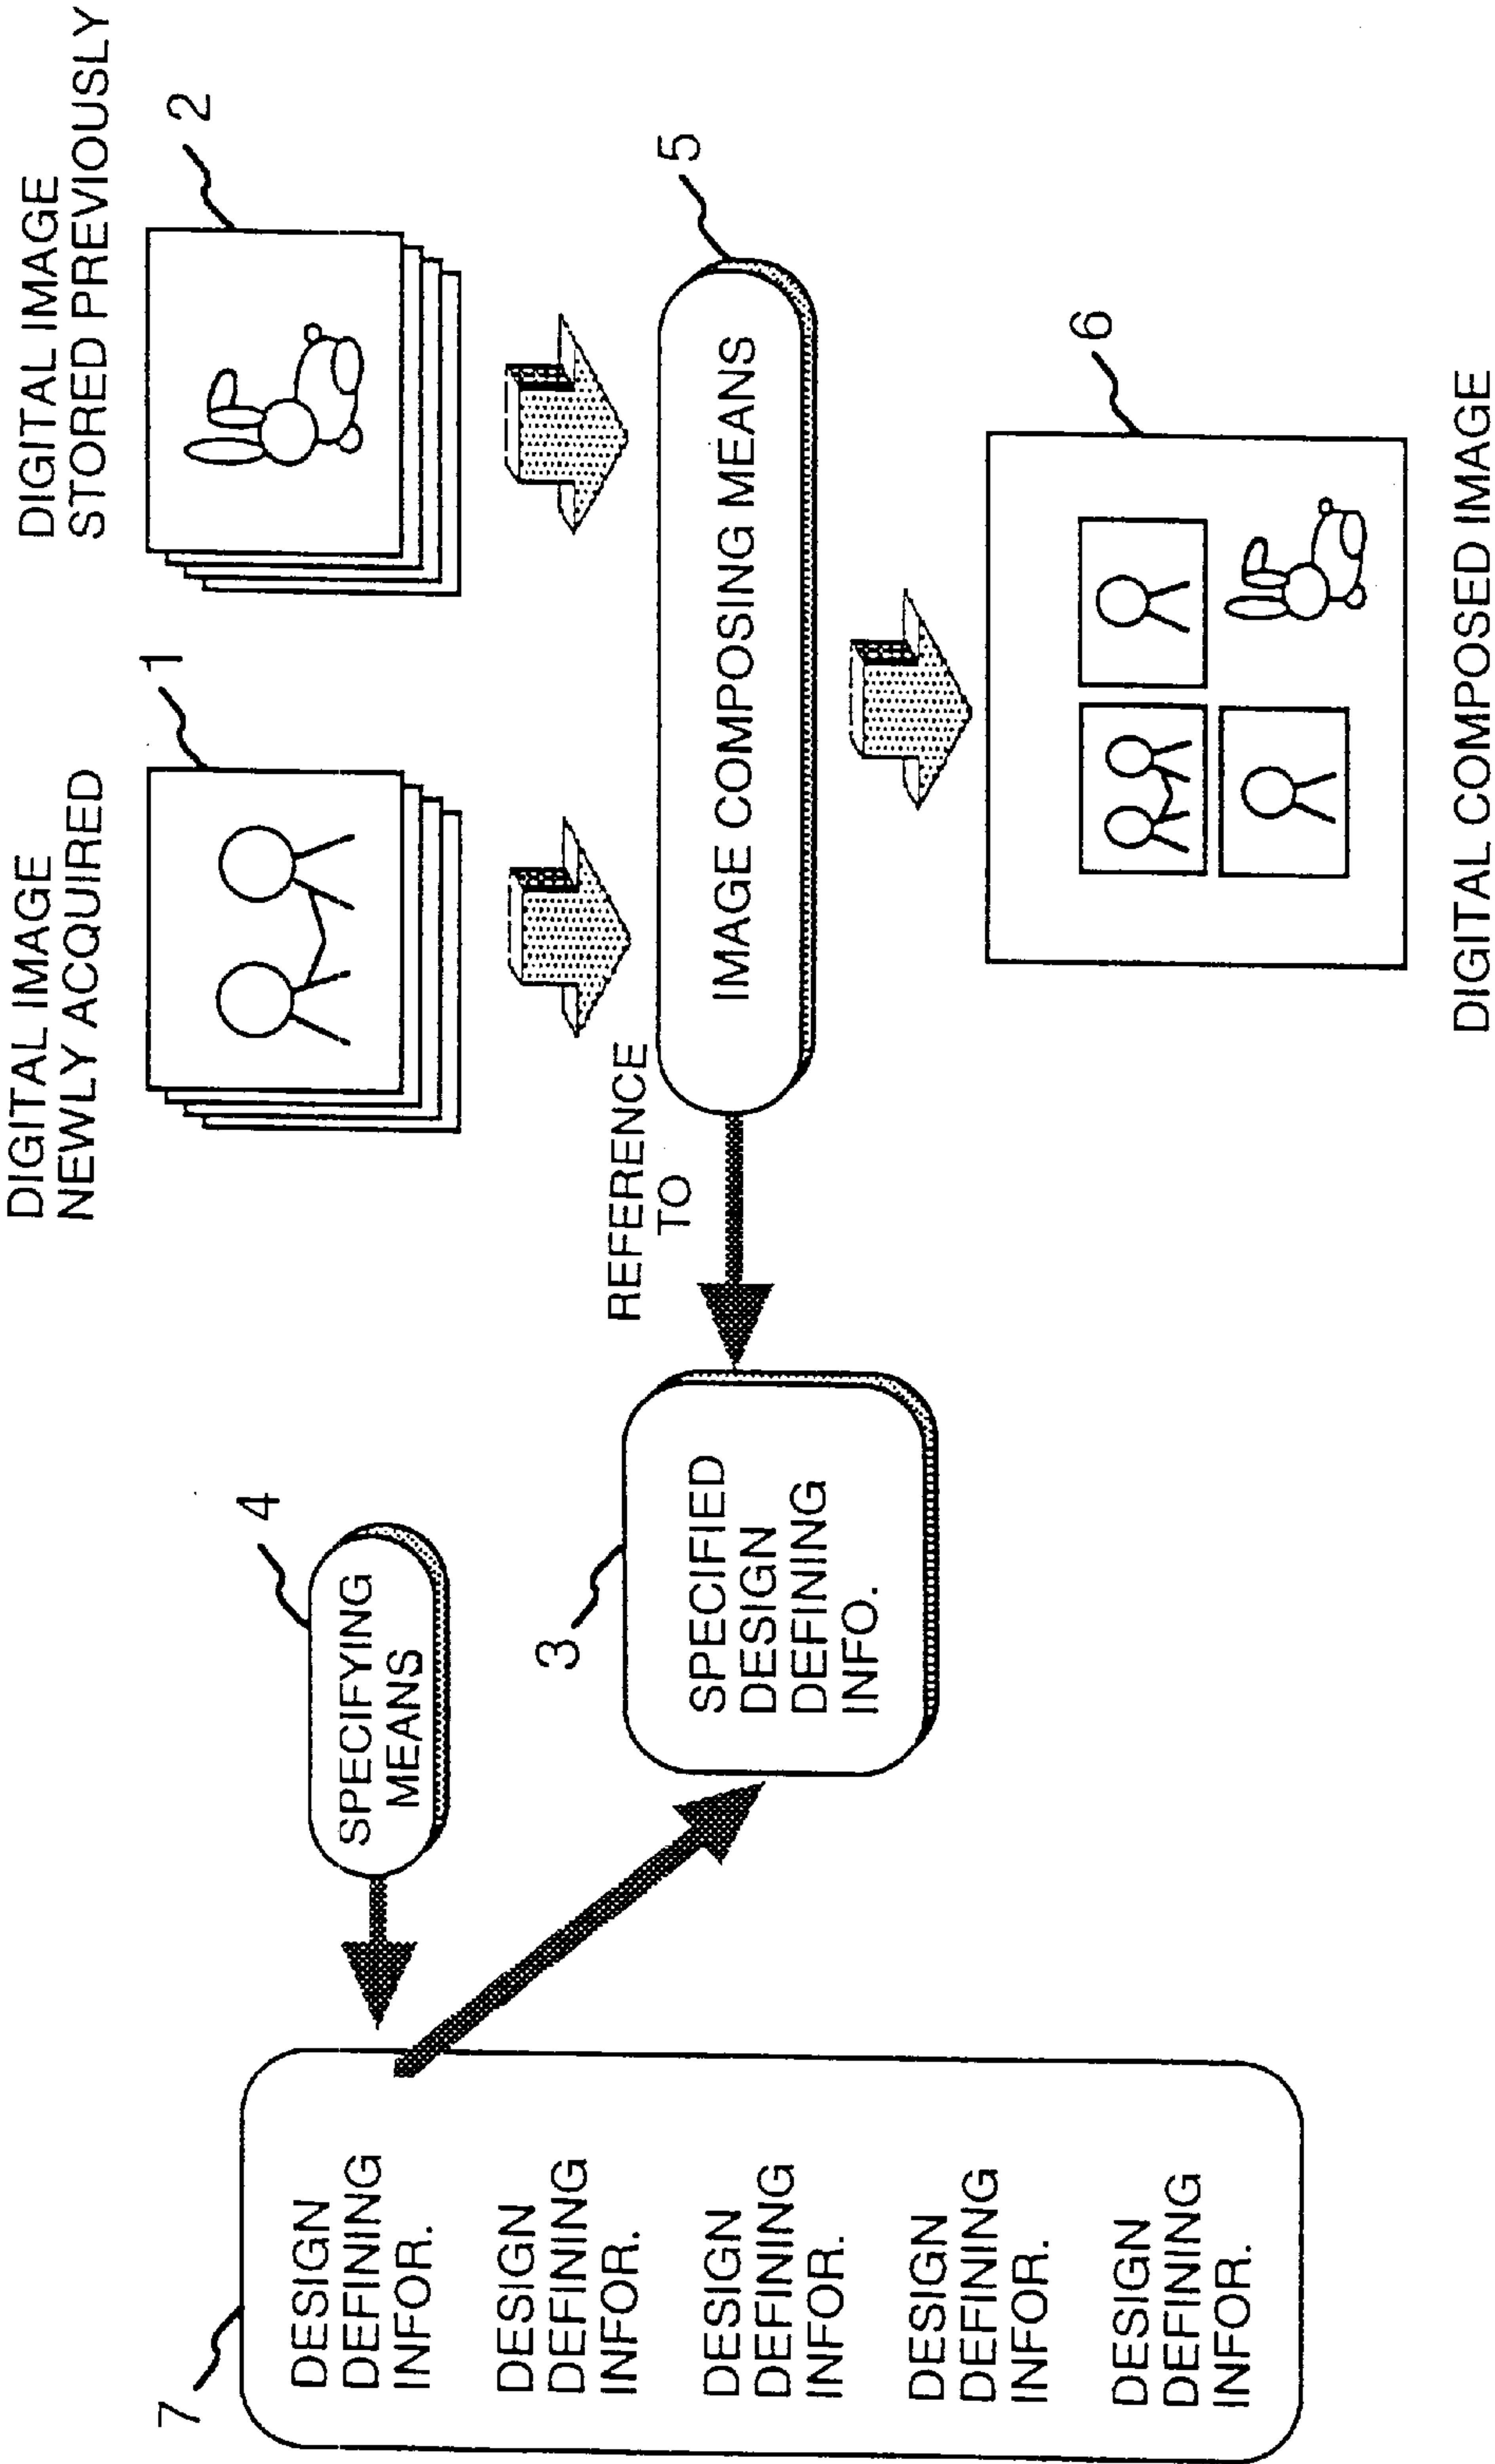 7
DESIGN
DEFINING
INFOR.
DESIGN
DEFINING
INFOR.
DESIGN
DEFINING
INFOR.
DESIGN
DEFINING
INFOR.
DESIGN
DEFINING
INFOR.
4
SPECIFYING
MEANS
3
SPECIFIED
DESIGN
DEFINING
INFO.
REFERENCE
TO
DIGITAL IMAGE
NEWLY ACQUIRED
1
DIGITAL IMAGE
STORED PREVIOUSLY
2
5
IMAGE COMPOSING MEANS
6
DIGITAL COMPOSED IMAGE